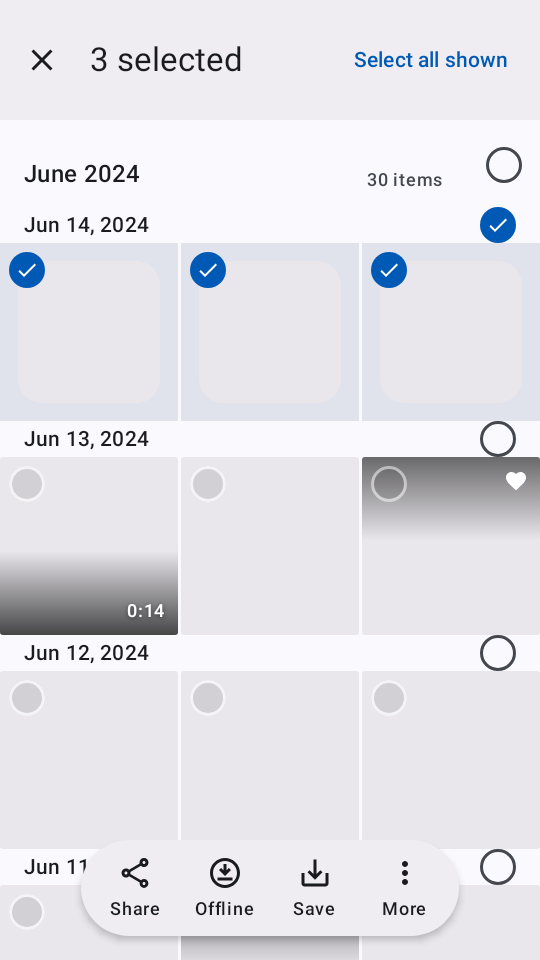 3 selected
Select all shown
June 2024
30 items
Jun 14, 2024
Jun 13, 2024
0:14
Jun 12, 2024
Jun 11
Share
Offline
Save
More